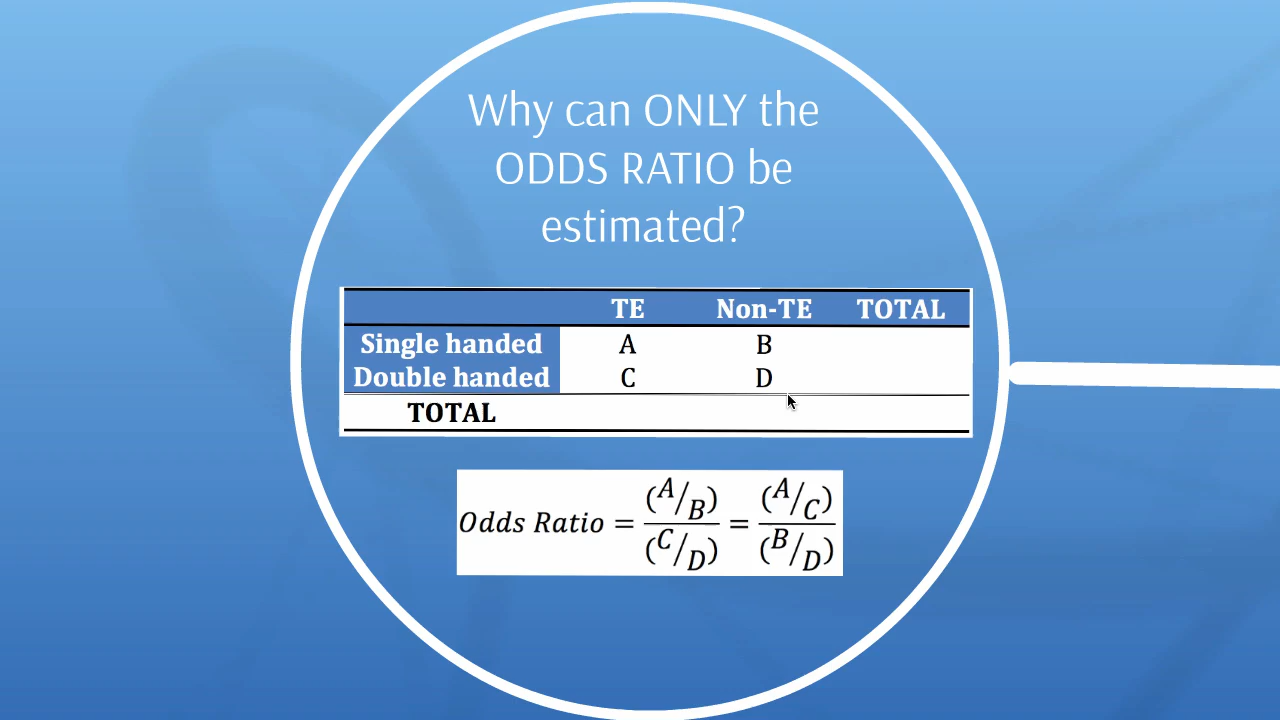 Why can ONLY the
ODDS RATIO be
estimated?
TE Non-TE TOTAL
Single handed A B
Double handed C D
TOTAL
Odds Ratio = (A/B)/(C/D) = (A/C)/(B/D)